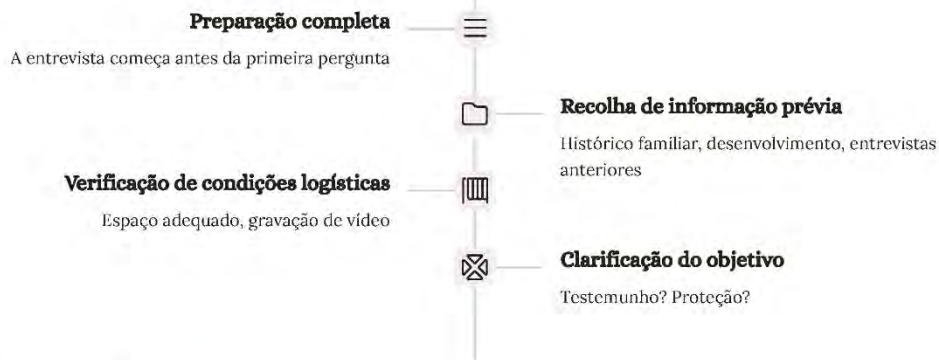 Preparação completa
A entrevista começa antes da primeira pergunta
Recolha de informação prévia
Histórico familiar, desenvolvimento, entrevistas
anteriores
Verificação de condições logísticas
Espaço adequado, gravação de vídeo
Clarificação do objetivo
Testemunho? Proteção?